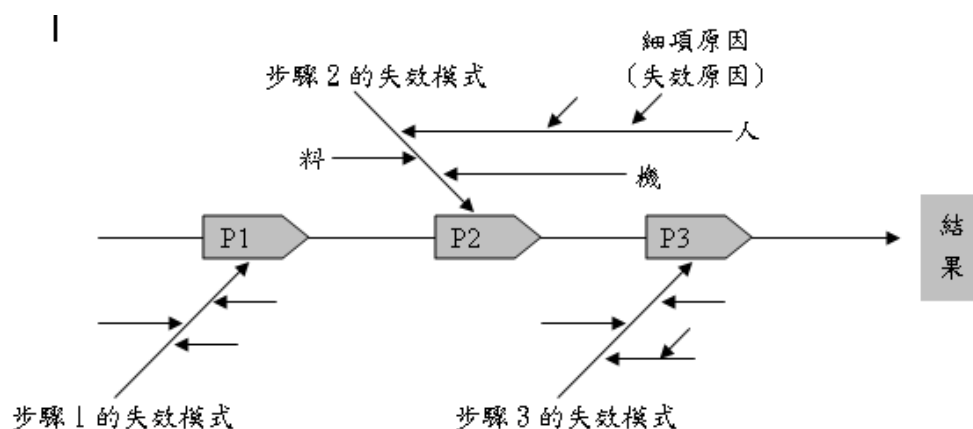 細項原因
(失效原因)
步驟2的失效模式
人
料
機
P1
P2
P3
結
果
步驟1的失效模式
步驟3的失效模式